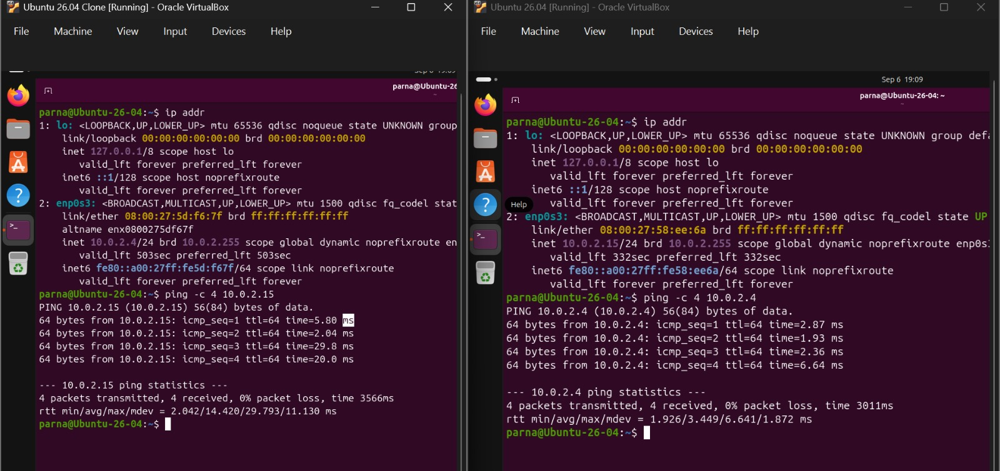 Ubuntu 26.04 Clone [Running] - Oracle VirtualBox
File Machine View Input Devices Help
parna@Ubuntu-26
~
parna@Ubuntu-26-04:~$ ip addr
1: lo: <LOOPBACK,UP,LOWER_UP> mtu 65536 qdisc noqueue state UNKNOWN group
link/loopback 00:00:00:00:00:00 brd 00:00:00:00:00:00
inet 127.0.0.1/8 scope host lo
valid_lft forever preferred_lft forever
inet6 ::1/128 scope host noprefixroute
valid_lft forever preferred_lft forever
2: enp0s3: <BROADCAST,MULTICAST,UP,LOWER_UP> mtu 1500 qdisc fq_codel stat
link/ether 08:00:27:5d:f6:7f brd ff:ff:ff:ff:ff:ff
altname enx0800275df67f
inet 10.0.2.4/24 brd 10.0.2.255 scope global dynamic noprefixroute en
valid_lft 503sec preferred_lft 503sec
inet6 fe80::a00:27ff:fe5d:f67f/64 scope link noprefixroute
valid_lft forever preferred_lft forever
parna@Ubuntu-26-04:~$ ping -c 4 10.0.2.15
PING 10.0.2.15 (10.0.2.15) 56(84) bytes of data.
64 bytes from 10.0.2.15: icmp_seq=1 ttl=64 time=5.80 ms
64 bytes from 10.0.2.15: icmp_seq=2 ttl=64 time=2.04 ms
64 bytes from 10.0.2.15: icmp_seq=3 ttl=64 time=29.8 ms
64 bytes from 10.0.2.15: icmp_seq=4 ttl=64 time=20.0 ms
--- 10.0.2.15 ping statistics ---
4 packets transmitted, 4 received, 0% packet loss, time 3566ms
rtt min/avg/max/mdev = 2.042/14.420/29.793/11.130 ms
parna@Ubuntu-26-04:~$
Ubuntu 26.04 [Running] - Oracle VirtualBox
File Machine View Input Devices Help
Sep 6 19:09
parna@Ubuntu-26-04: ~
~
Help
parna@Ubuntu-26-04:~$ ip addr
1: lo: <LOOPBACK,UP,LOWER_UP> mtu 65536 qdisc noqueue state UNKNOWN group defa
link/loopback 00:00:00:00:00:00 brd 00:00:00:00:00:00
inet 127.0.0.1/8 scope host lo
valid_lft forever preferred_lft forever
inet6 ::1/128 scope host noprefixroute
valid_lft forever preferred_lft forever
2: enp0s3: <BROADCAST,MULTICAST,UP,LOWER_UP> mtu 1500 qdisc fq_codel state UP
link/ether 08:00:27:58:ee:6a brd ff:ff:ff:ff:ff:ff
inet 10.0.2.15/24 brd 10.0.2.255 scope global dynamic noprefixroute enp0s
valid_lft 332sec preferred_lft 332sec
inet6 fe80::a00:27ff:fe58:ee6a/64 scope link noprefixroute
valid_lft forever preferred_lft forever
parna@Ubuntu-26-04:~$ ping -c 4 10.0.2.4
PING 10.0.2.4 (10.0.2.4) 56(84) bytes of data.
64 bytes from 10.0.2.4: icmp_seq=1 ttl=64 time=2.87 ms
64 bytes from 10.0.2.4: icmp_seq=2 ttl=64 time=1.93 ms
64 bytes from 10.0.2.4: icmp_seq=3 ttl=64 time=2.36 ms
64 bytes from 10.0.2.4: icmp_seq=4 ttl=64 time=6.64 ms
--- 10.0.2.4 ping statistics ---
4 packets transmitted, 4 received, 0% packet loss, time 3011ms
rtt min/avg/max/mdev = 1.926/3.449/6.641/1.872 ms
parna@Ubuntu-26-04:~$